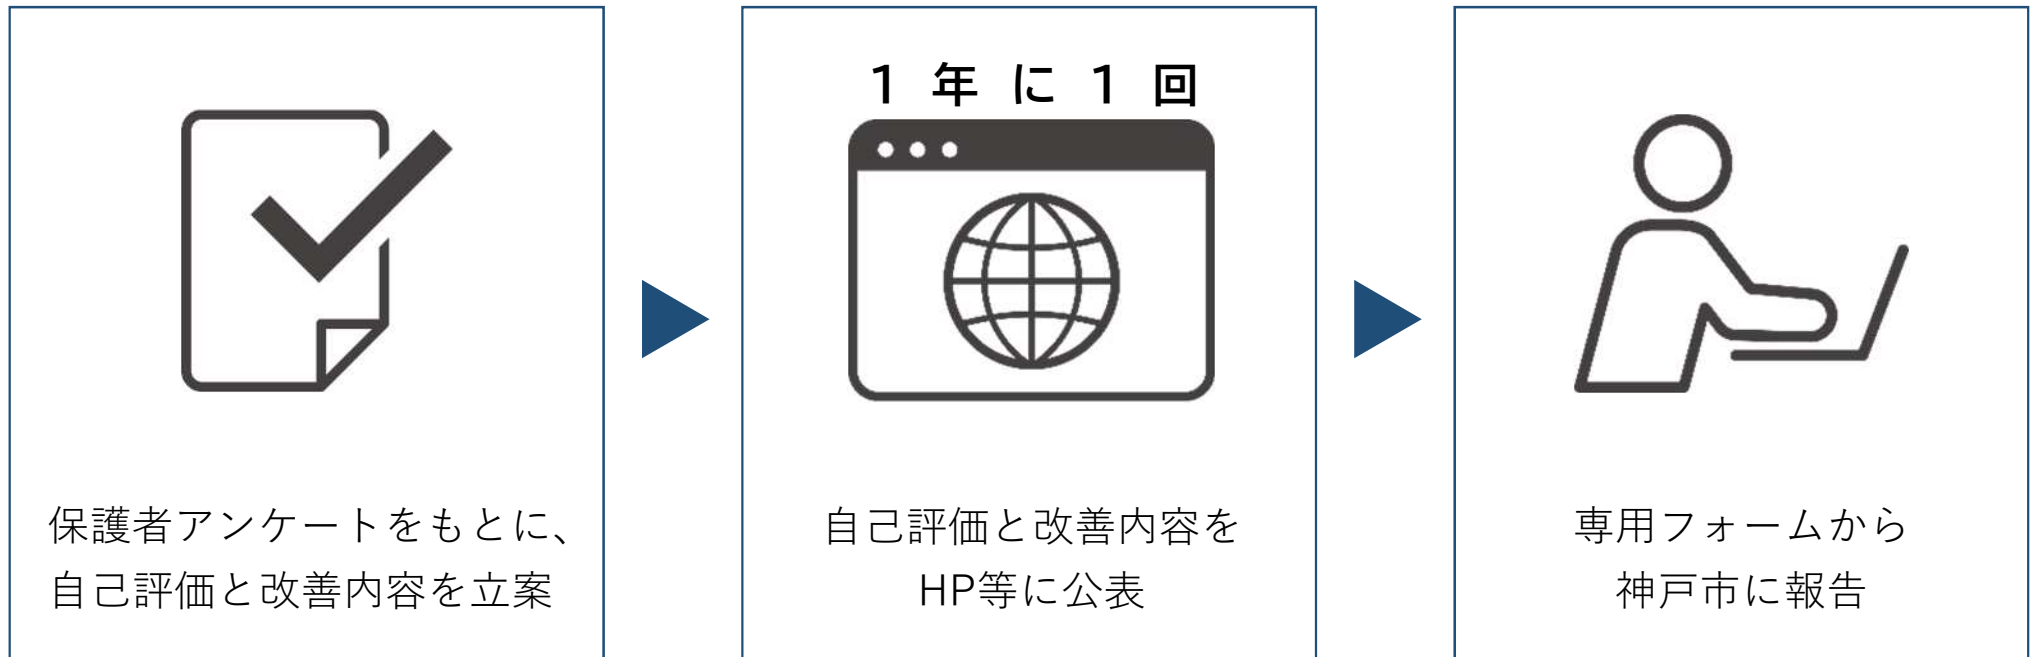 保護者アンケートをもとに、
自己評価と改善内容を立案
1年に1回
自己評価と改善内容を
HP等に公表
専用フォームから
神戸市に報告